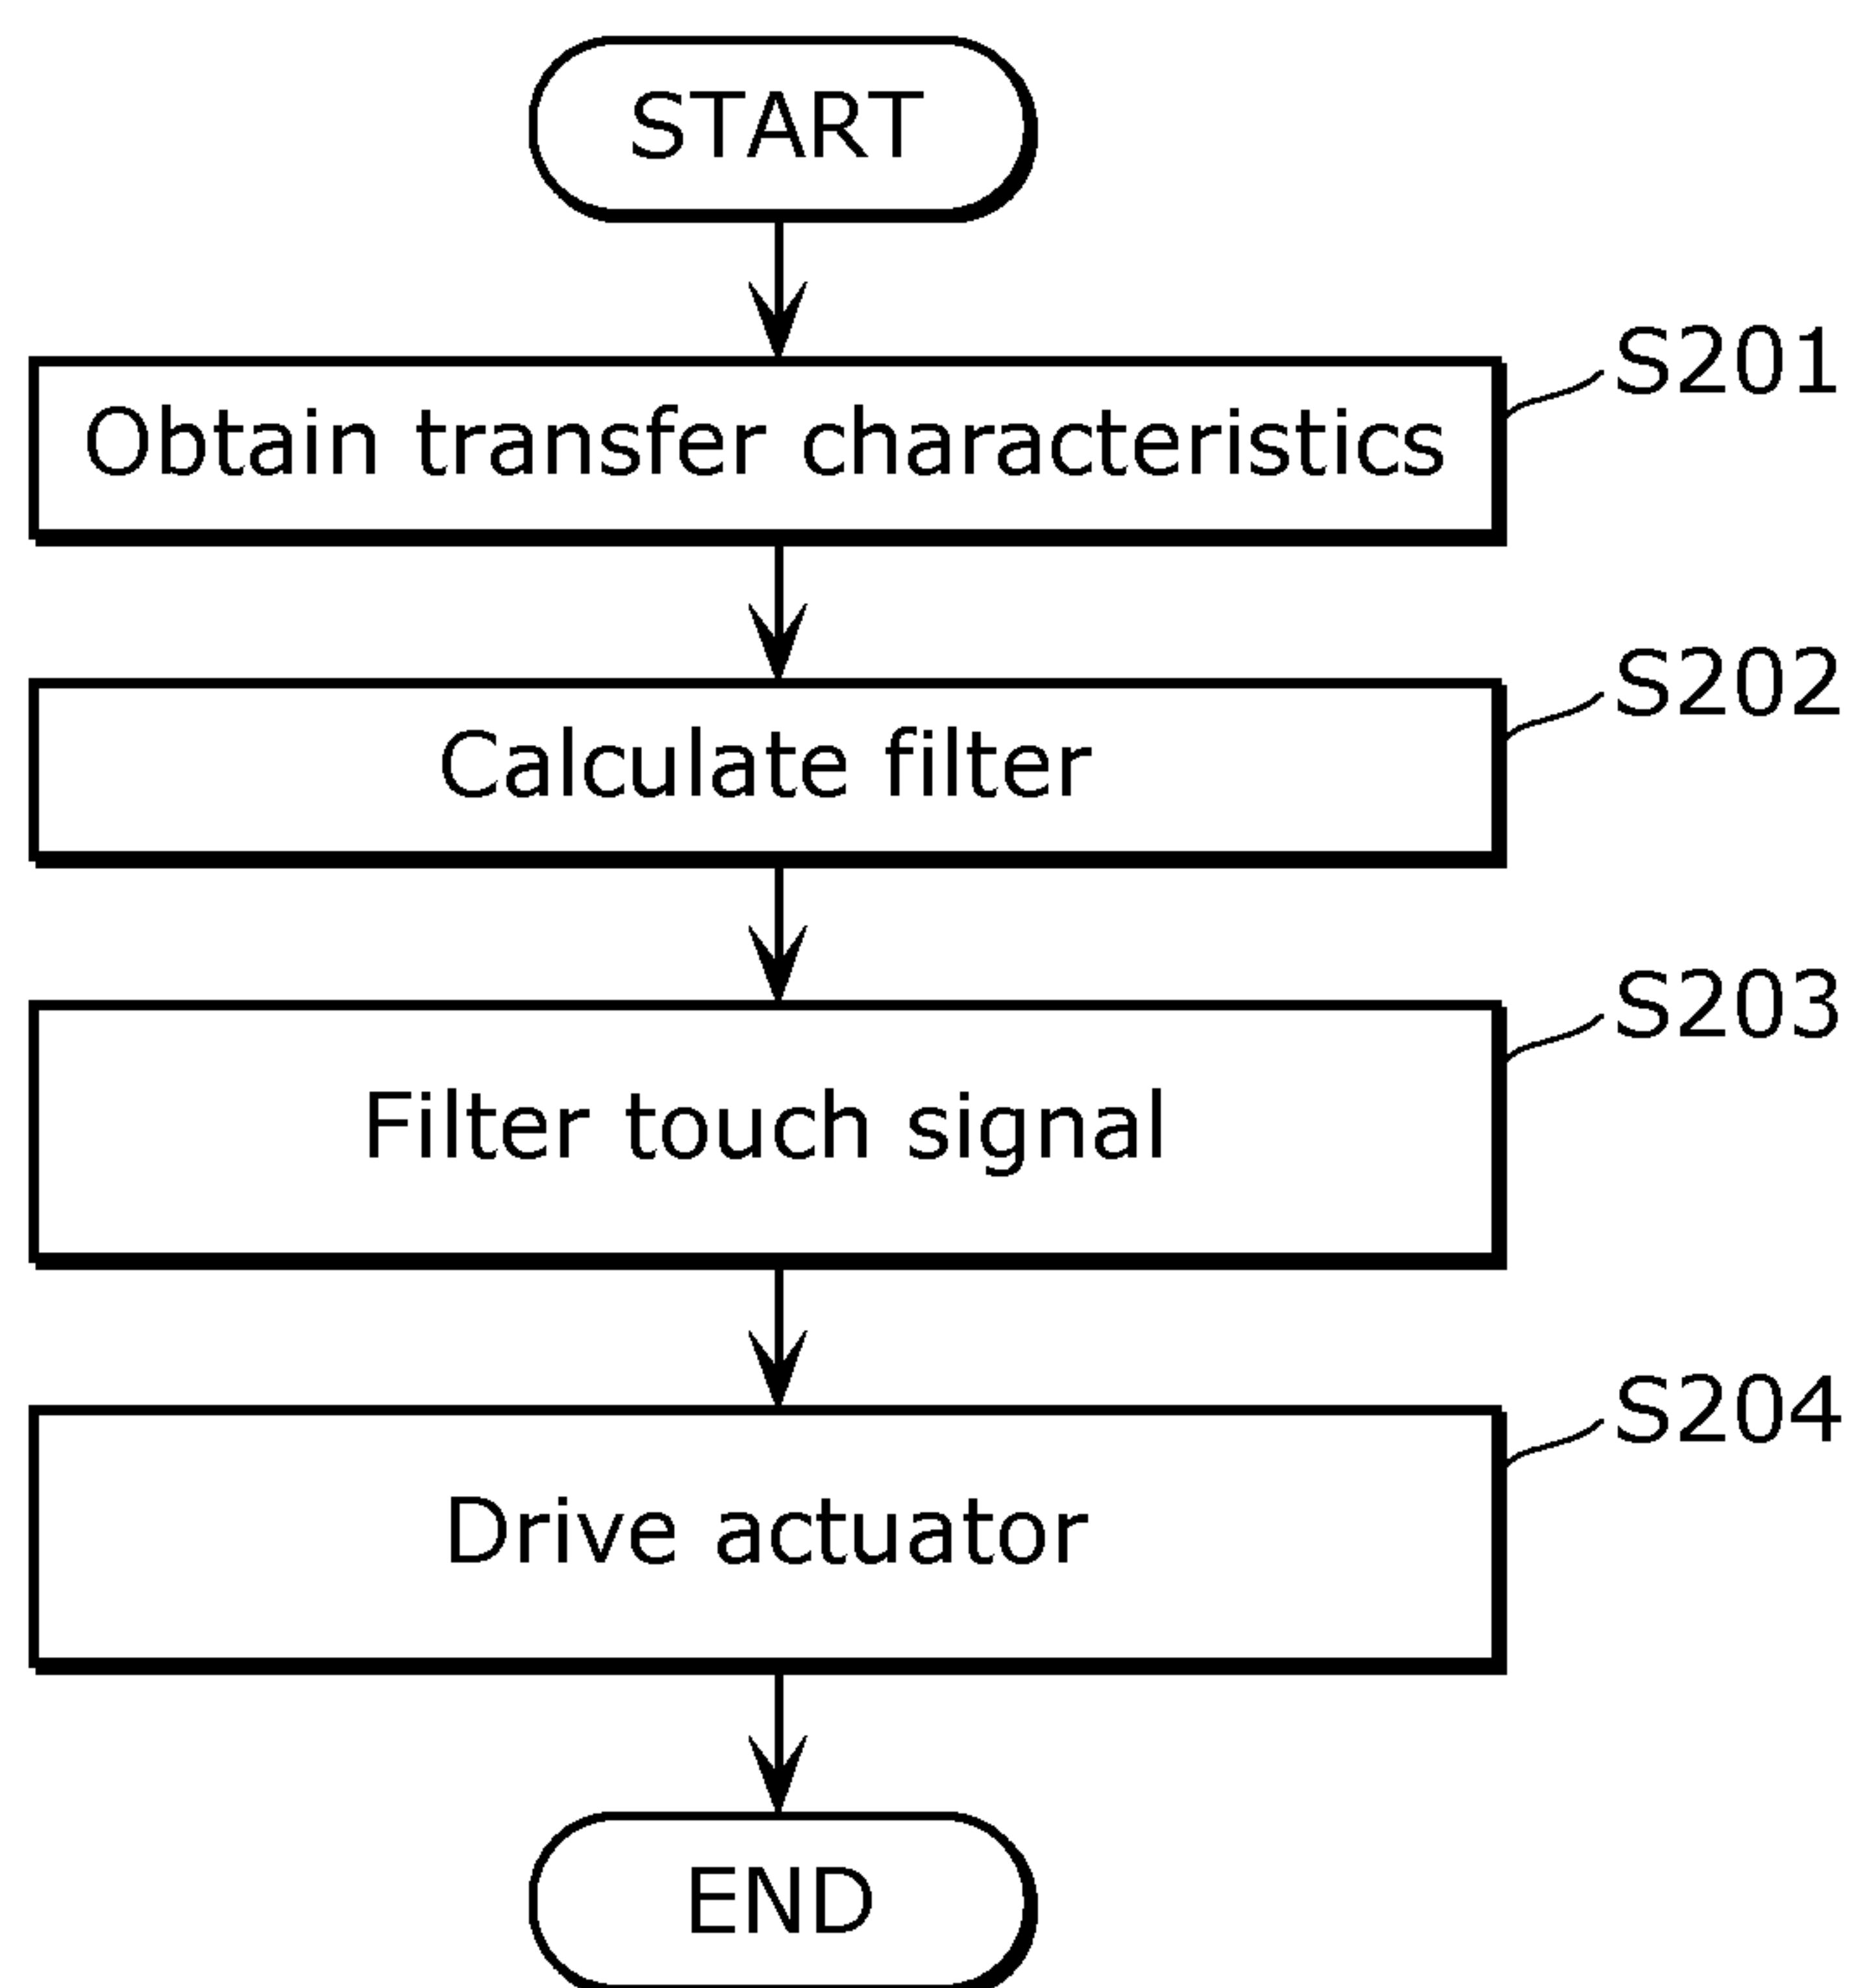 START
Obtain transfer characteristics
S201
Calculate filter
S202
Filter touch signal
S203
Drive actuator
S204
END